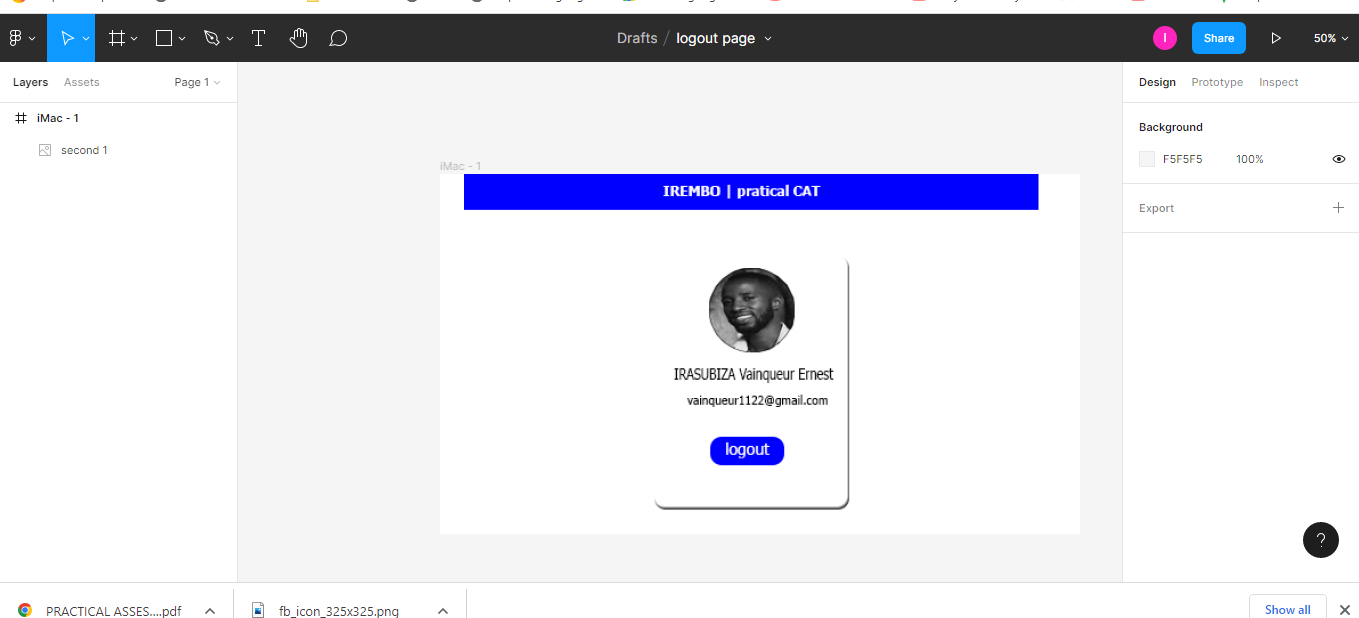 Drafts / logout page
I
Share
50%
Layers
Assets
Page 1
Design
Prototype
Inspect
iMac - 1
second 1
Background
F5F5F5
100%
Export
iMac - 1
IREMBO | pratical CAT
IRASUBIZA Vainqueur Ernest
vainqueur1122@gmail.com
logout
?
PRACTICAL ASSES....pdf
fb_icon_325x325.png
Show all